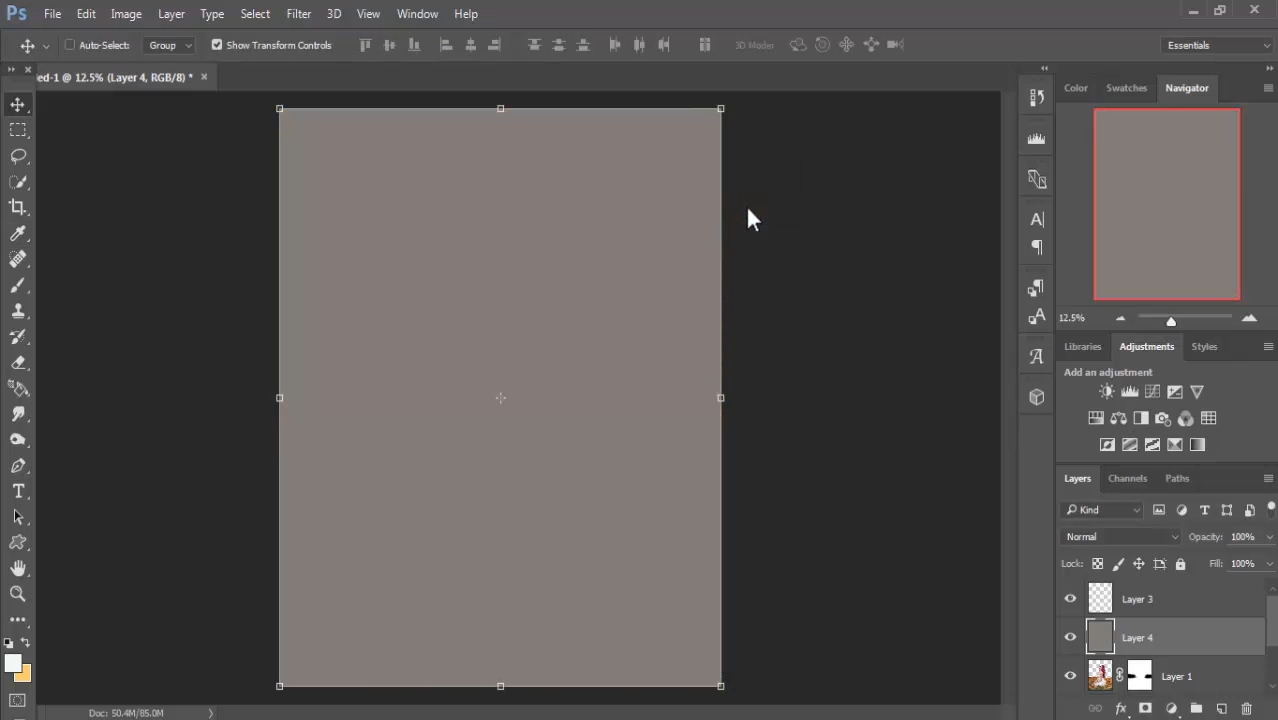 Ps File Edit Image Layer Type Select Filter 3D View Window Help
Auto-Select: Group Show Transform Controls 3D Mode: Essentials
ed-1 @ 12.5% (Layer 4, RGB/8) * ×
Color Swatches Navigator
12.5%
Libraries Adjustments Styles
Add an adjustment
Layers Channels Paths
Kind
Normal Opacity: 100%
Lock: Fill: 100%
Layer 3
Layer 4
Layer 1
fx
Doc: 50.4M/85.0M